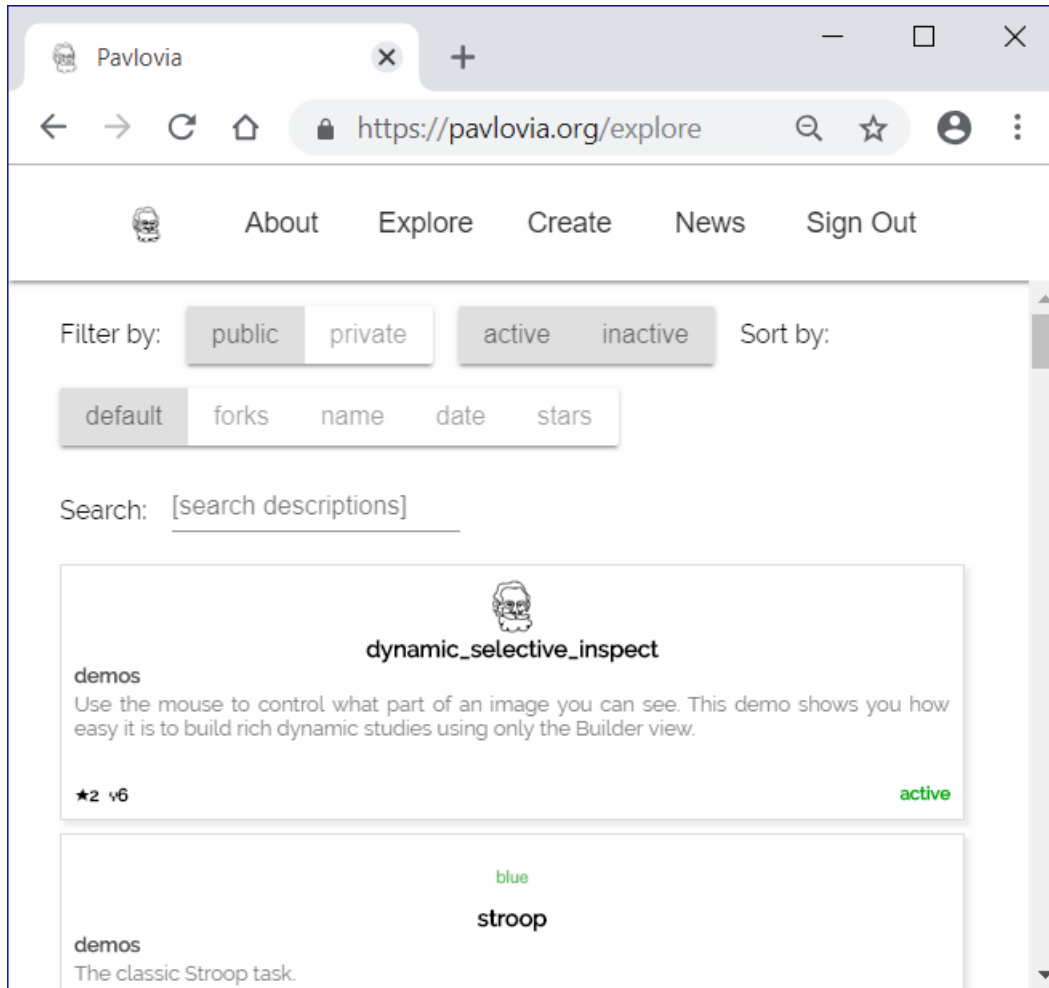 Pavlovia
https://pavlovia.org/explore
About Explore Create News Sign Out
Filter by: public private active inactive Sort by:
default forks name date stars
Search: [search descriptions]
dynamic_selective_inspect
demos
Use the mouse to control what part of an image you can see. This demo shows you how
easy it is to build rich dynamic studies using only the Builder view.
★2 6 active
blue
stroop
demos
The classic Stroop task.